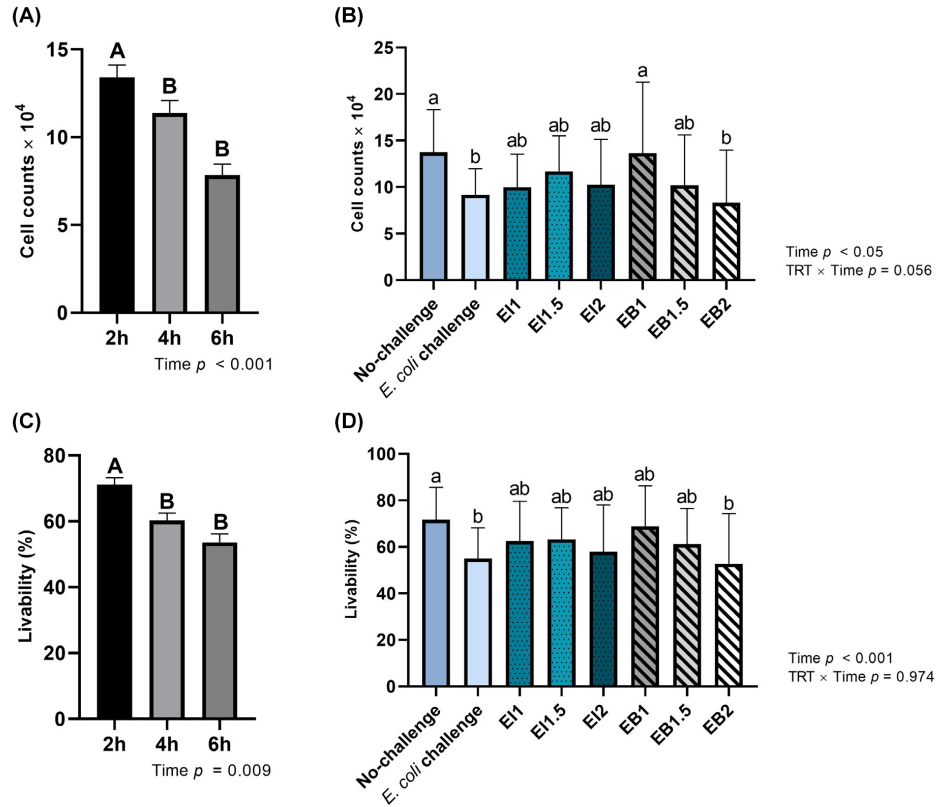 (A)
Cell counts × 10⁴
15
10
5
0
A
B
B
2h
4h
6h
Time p < 0.001
(B)
Cell counts × 10⁴
25
20
15
10
5
0
a
b
ab
ab
ab
a
ab
b
No-challenge
E. coli challenge
EI1
EI1.5
EI2
EB1
EB1.5
EB2
Time p < 0.05
TRT × Time p = 0.056
(C)
Livability (%)
80
60
40
20
0
A
B
B
2h
4h
6h
Time p = 0.009
(D)
Livability (%)
100
80
60
40
20
0
a
b
ab
ab
ab
ab
ab
b
No-challenge
E. coli challenge
EI1
EI1.5
EI2
EB1
EB1.5
EB2
Time p < 0.001
TRT × Time p = 0.974